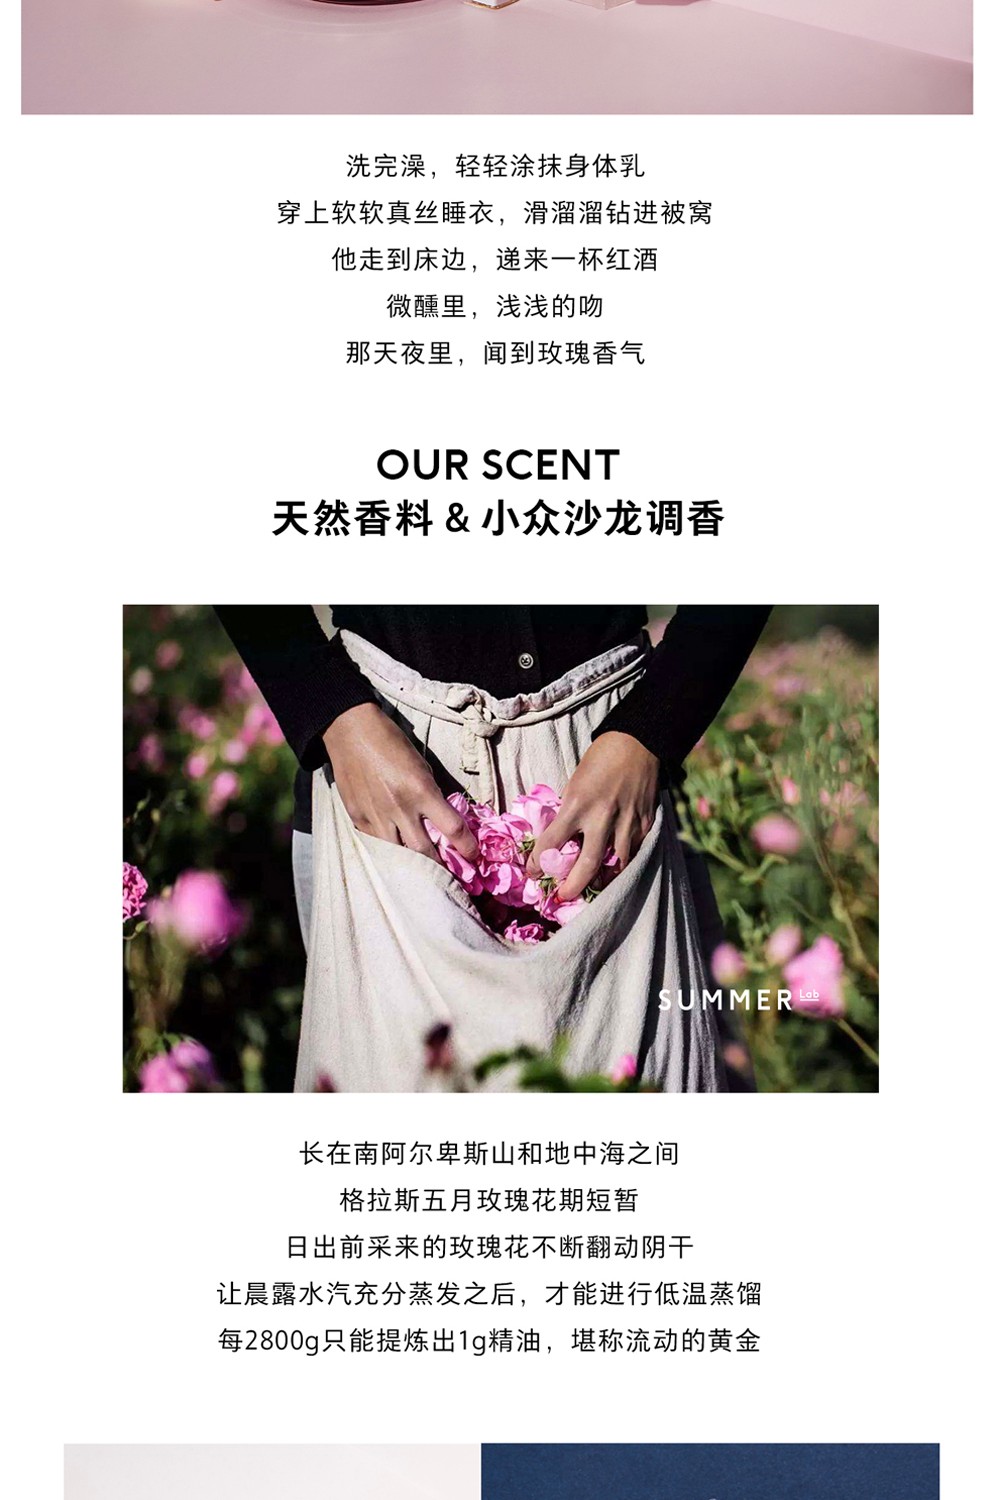 洗完澡，轻轻涂抹身体乳
穿上软软真丝睡衣，滑溜溜钻进被窝
他走到床边，递来一杯红酒
微醺里，浅浅的吻
那天夜里，闻到玫瑰香气
OUR SCENT
天然香料 & 小众沙龙调香
SUMMER Lab
长在南阿尔卑斯山和地中海之间
格拉斯五月玫瑰花期短暂
日出前采来的玫瑰花不断翻动阴干
让晨露水汽充分蒸发之后，才能进行低温蒸馏
每2800g只能提炼出1g精油，堪称流动的黄金